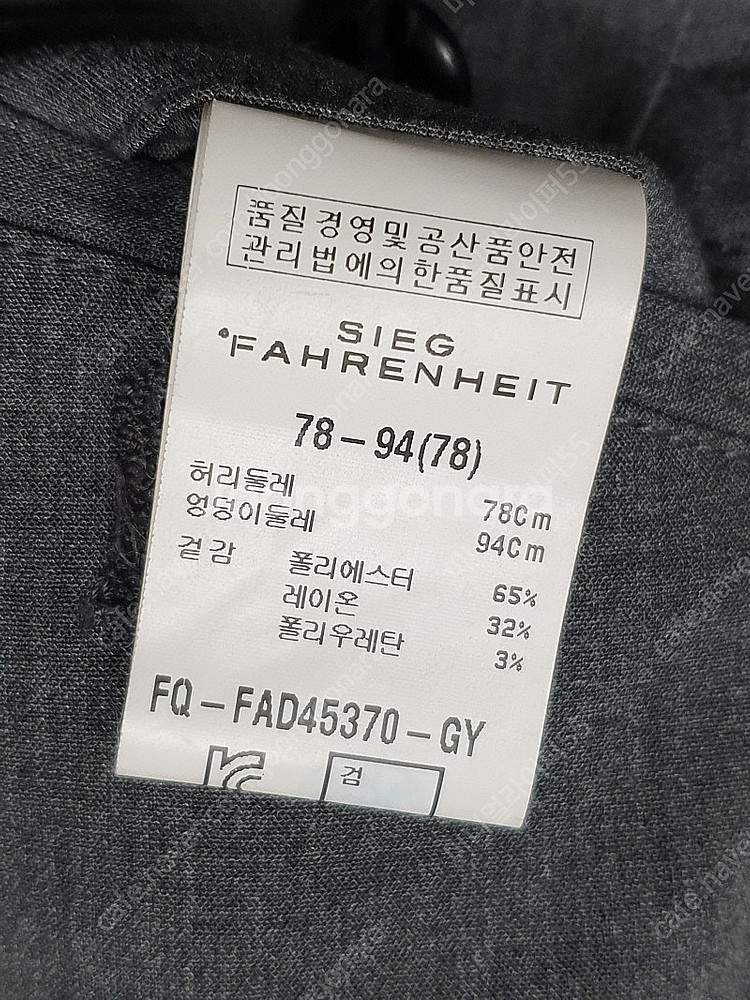 품질경영및공산품안전
관리법에의한품질표시
SIEG
°FAHRENHEIT
78-94(78)
허리둘레 78Cm
엉덩이둘레 94Cm
겉감 폴리에스터 65%
레이온 32%
폴리우레탄 3%
FQ-FAD45370-GY
검
joonggonara